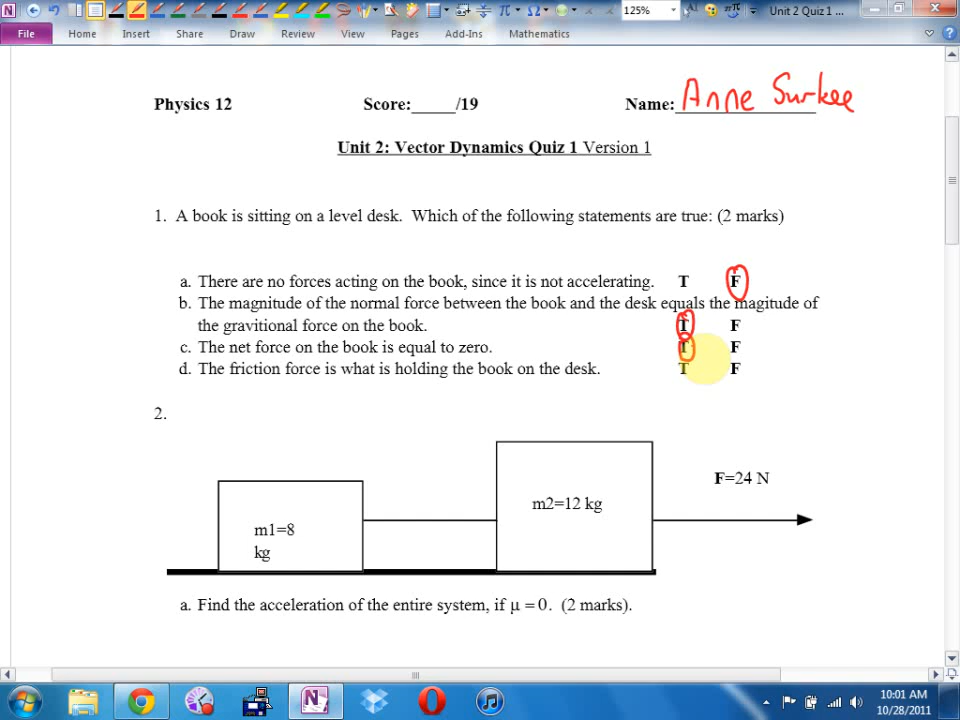 125%
Unit 2 Quiz 1 ...
File Home Insert Share Draw Review View Pages Add-Ins Mathematics
Physics 12 Score:_____/19 Name: Anne Surkee
Unit 2: Vector Dynamics Quiz 1 Version 1
1. A book is sitting on a level desk. Which of the following statements are true: (2 marks)
a. There are no forces acting on the book, since it is not accelerating. T F
b. The magnitude of the normal force between the book and the desk equals the magitude of
the gravitional force on the book. T F
c. The net force on the book is equal to zero. T F
d. The friction force is what is holding the book on the desk. T F
2.
F=24 N
m2=12 kg
m1=8
kg
a. Find the acceleration of the entire system, if μ = 0. (2 marks).
10:01 AM
10/28/2011